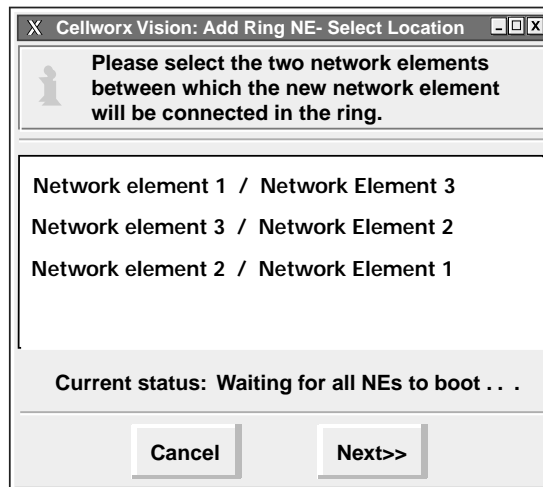 X Cellworx Vision: Add Ring NE- Select Location X
Please select the two network elements
between which the new network element
will be connected in the ring.
Network element 1 / Network Element 3
Network element 3 / Network Element 2
Network element 2 / Network Element 1
Current status: Waiting for all NEs to boot . . .
Cancel Next>>